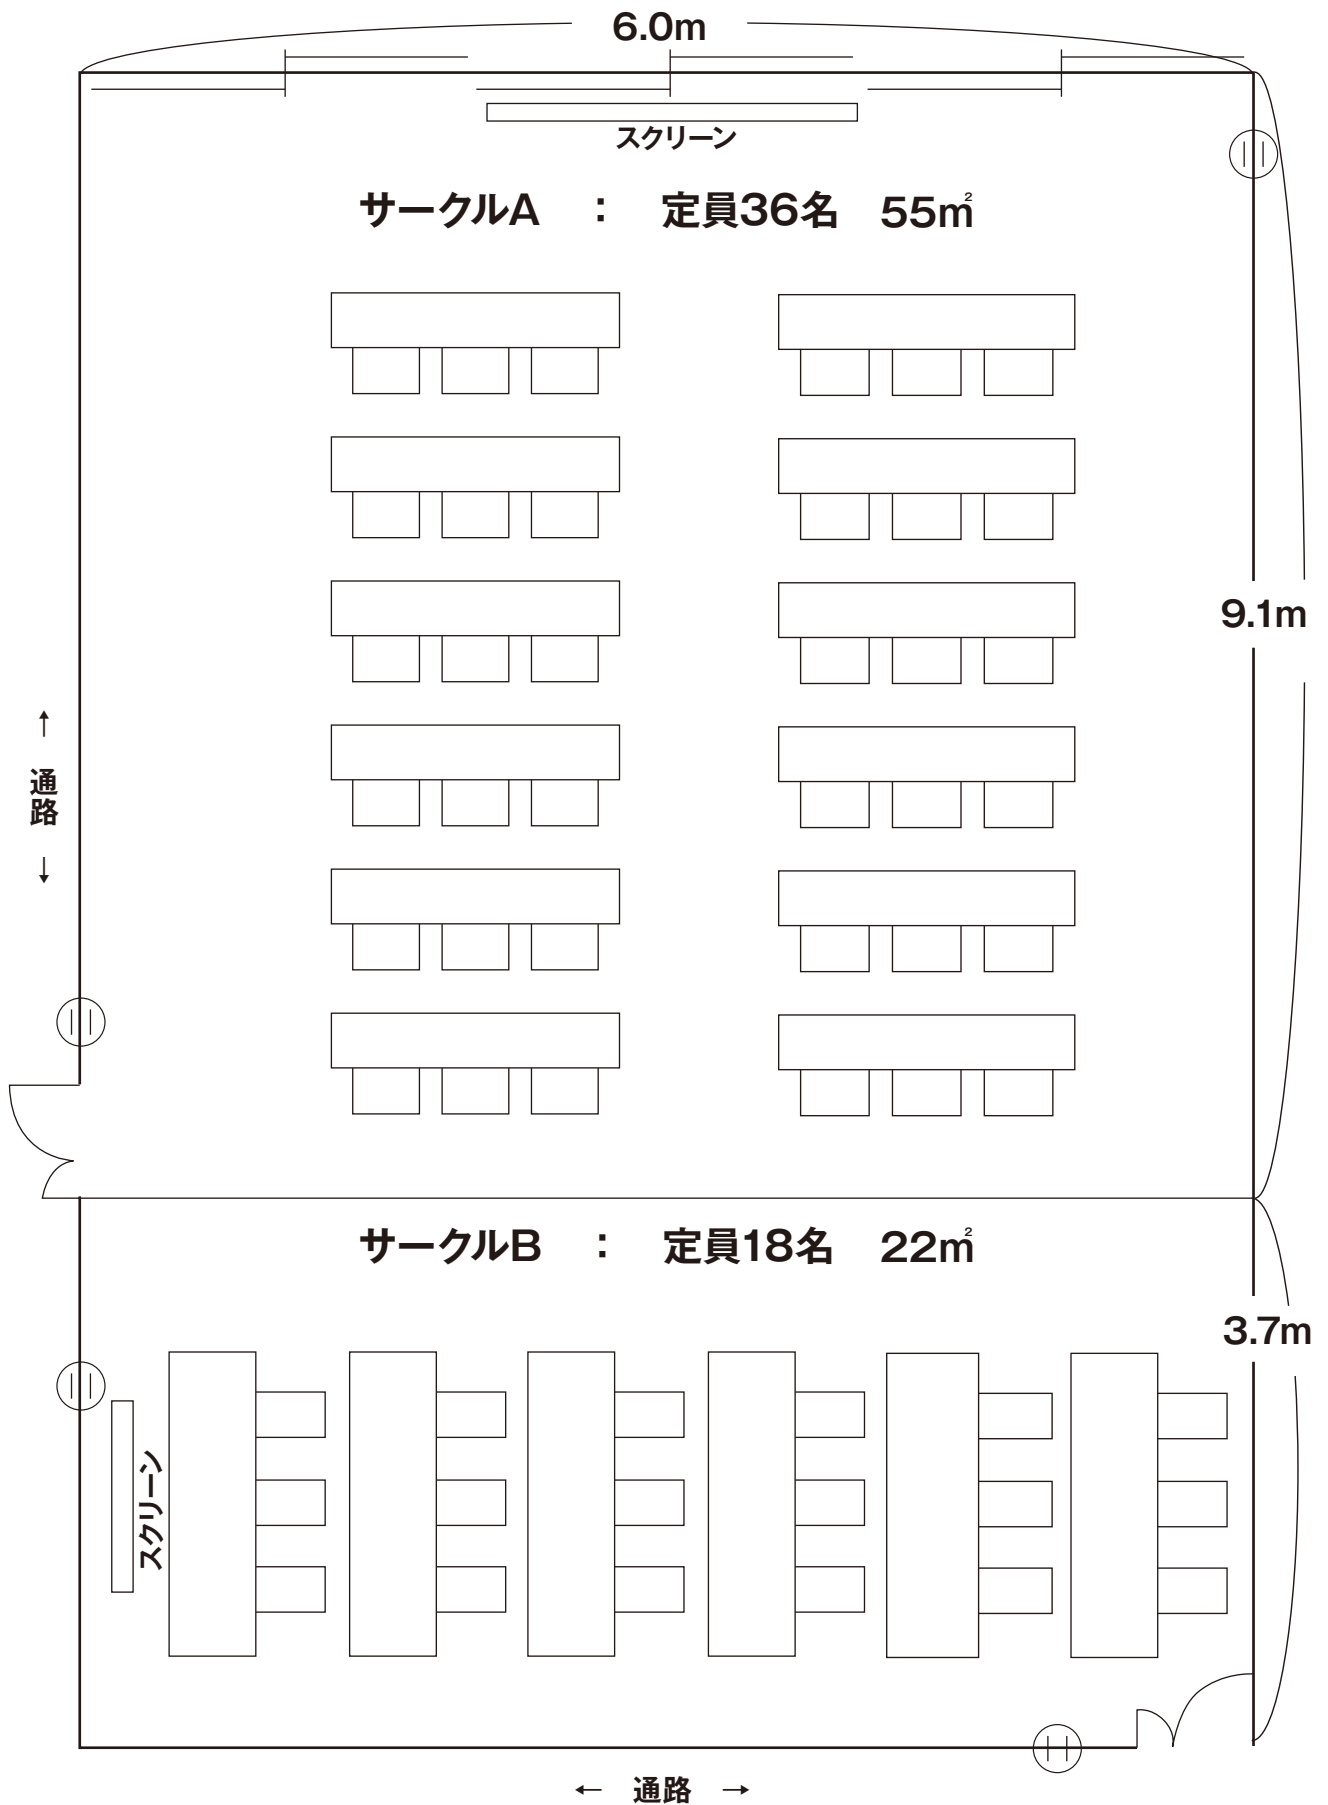 6.0m
スクリーン
サークルA ： 定員36名 55㎡
9.1m
↑ 通路 ↓
サークルB ： 定員18名 22㎡
3.7m
スクリーン
← 通路 →